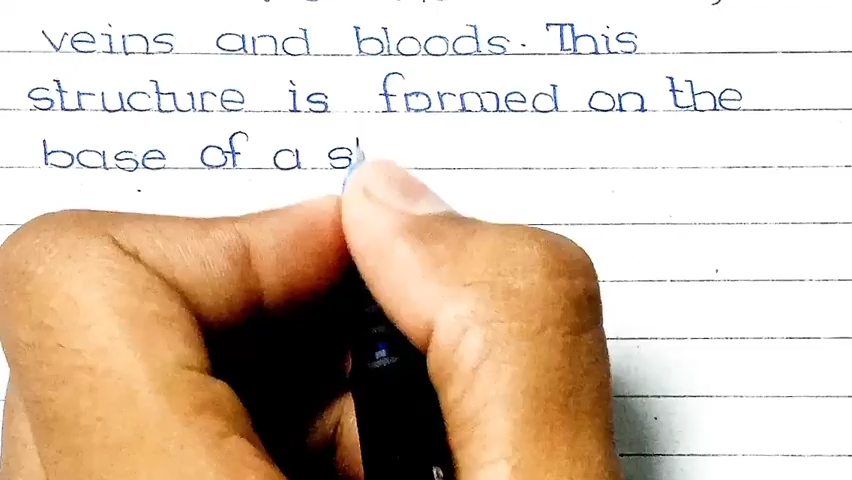 veins and bloods. This
structure is formed on the
base of a s